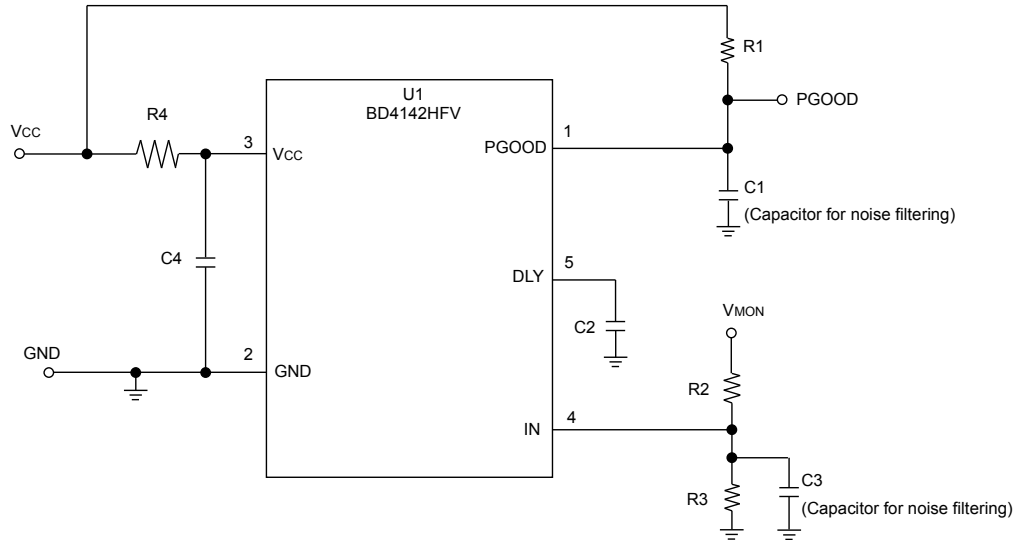 R1
U1
BD4142HFV
PGOOD
R4
1
VCC
3
VCC
PGOOD
C1
(Capacitor for noise filtering)
C4
5
DLY
C2
VMON
GND
2
GND
R2
4
IN
C3
R3
(Capacitor for noise filtering)